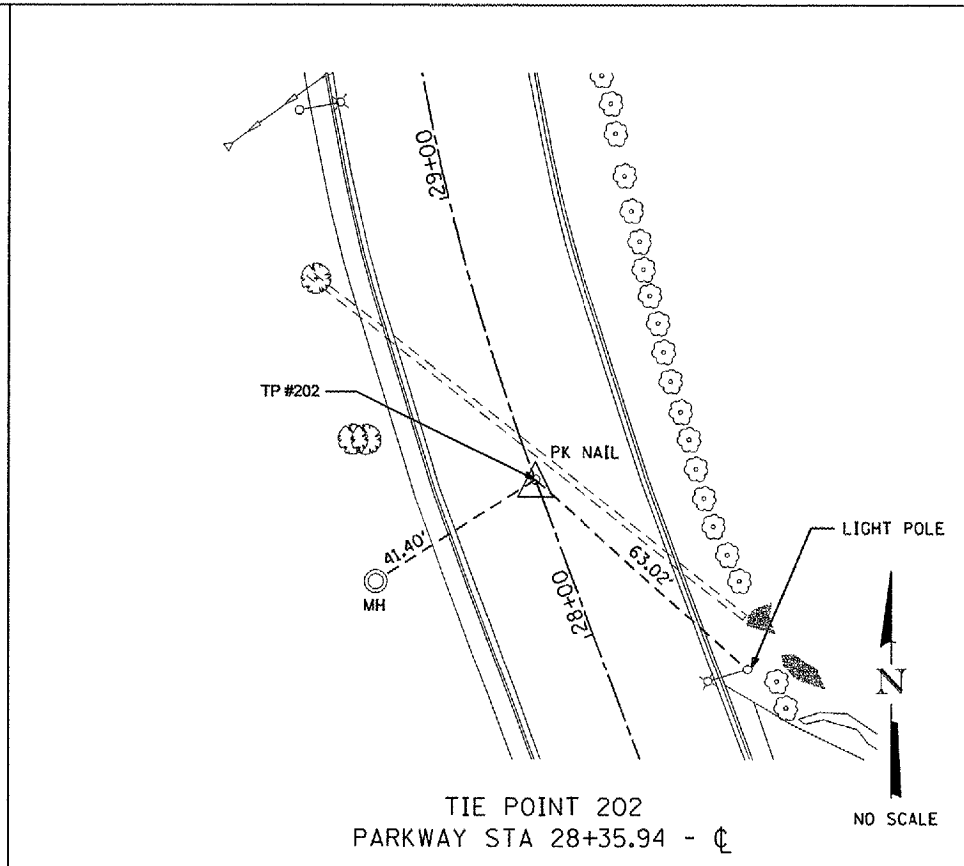 29+00
TP #202
PK NAIL
LIGHT POLE
41.40'
63.02'
MH
28+00
N
NO SCALE
TIE POINT 202
PARKWAY STA 28+35.94 - ℄